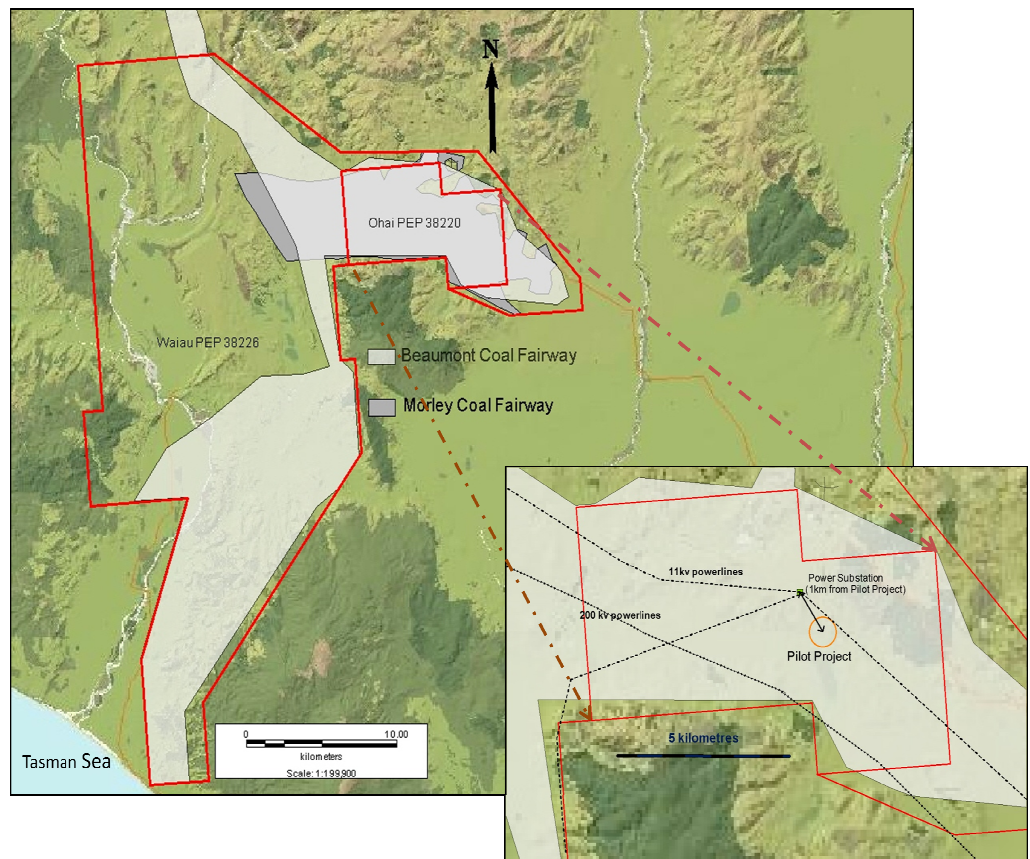 N
Ohai PEP 38220
Waiau PEP 38226
Beaumont Coal Fairway
Morley Coal Fairway
0
10.00
kilometers
Scale: 1:199,900
Tasman Sea
11kv powerlines
Power Substation
(1km from Pilot Project)
200 kv powerlines
Pilot Project
5 kilometres